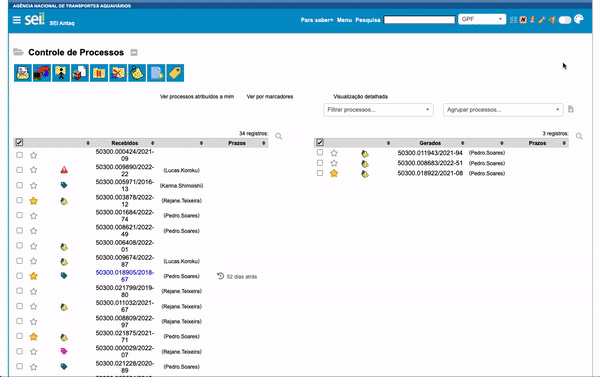 AGÊNCIA NACIONAL DE TRANSPORTES AQUAVIÁRIOS
sei! SEI Antaq Para saber+ Menu Pesquisa GPF
Controle de Processos
Ver processos atribuídos a mim Ver por marcadores Visualização detalhada
Filtrar processos... Agrupar processos...
34 registros: 3 registros:
Recebidos Prazos Gerados Prazos
50300.000424/2021-09
50300.009890/2022-22 (Lucas.Koroku)
50300.005971/2016-13 (Karina.Shimoishi)
50300.003878/2022-12 (Rejane.Teixeira)
50300.001684/2022-74 (Pedro.Soares)
50300.008621/2022-49 (Pedro.Soares)
50300.006408/2022-01
50300.009674/2022-87 (Lucas.Koroku)
50300.018905/2018-67 (Pedro.Soares) 52 dias atrás
50300.021799/2019-80 (Rejane.Teixeira)
50300.011032/2021-67 (Rejane.Teixeira)
50300.008809/2022-97 (Rejane.Teixeira)
50300.021875/2021-71 (Pedro.Soares)
50300.000029/2022-07 (Rejane.Teixeira)
50300.021228/2020-89 (Pedro.Soares)
50300.011943/2021-94 (Pedro.Soares)
50300.008683/2022-51 (Pedro.Soares)
50300.018922/2021-08 (Pedro.Soares)